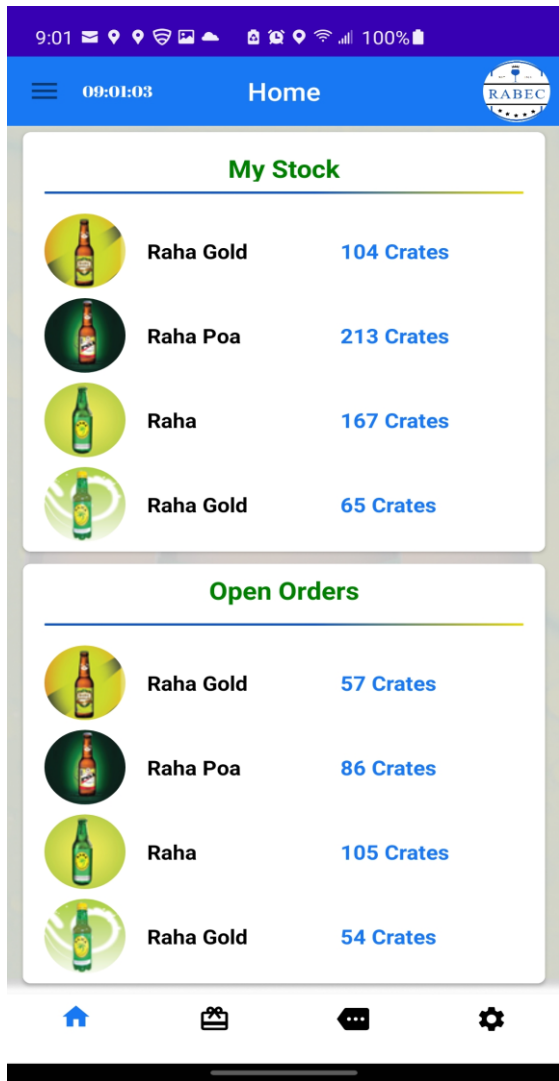 9:01 100%
09:01:03 Home RABEC
My Stock
Raha Gold 104 Crates
Raha Poa 213 Crates
Raha 167 Crates
Raha Gold 65 Crates
Open Orders
Raha Gold 57 Crates
Raha Poa 86 Crates
Raha 105 Crates
Raha Gold 54 Crates